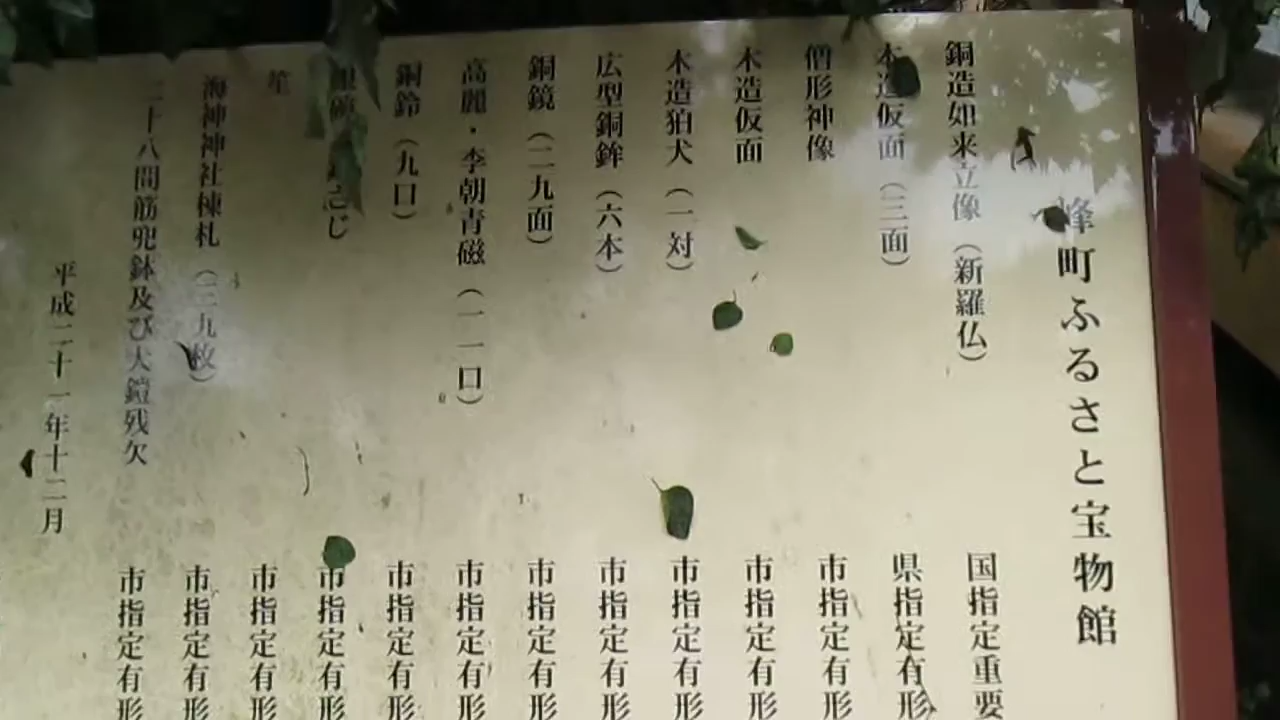 峰町ふるさと宝物館
銅造如来立像（新羅仏） 国指定重要
木造仮面（三面） 県指定有形
僧形神像 市指定有形
木造仮面 市指定有形
木造狛犬（一対） 市指定有形
広型銅鉾（六本） 市指定有形
銅鏡（二九面） 市指定有形
高麗・李朝青磁（一一口） 市指定有形
銅鈴（九口） 市指定有形
市指定有形
笙 市指定有形
海神神社棟札（三九枚） 市指定有形
二十八間筋兜鉢及び大鎧残欠 市指定有形
平成二十一年十二月